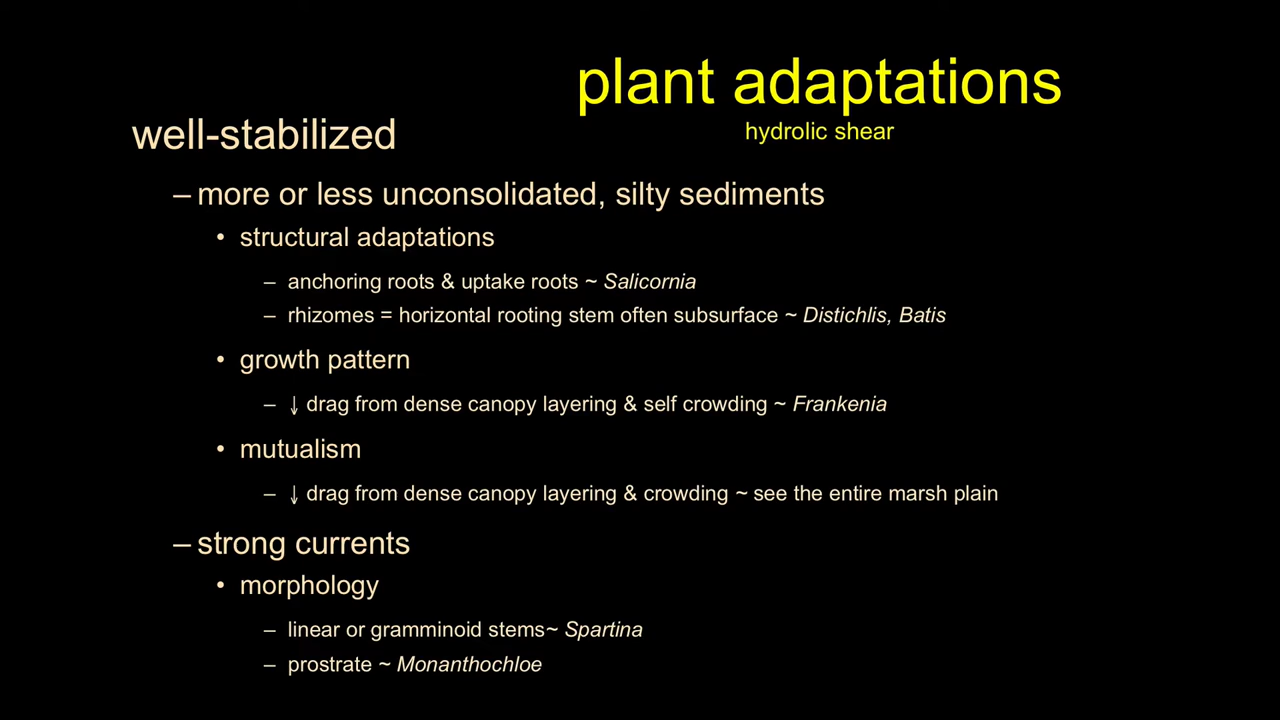 plant adaptations
hydrolic shear
well-stabilized
– more or less unconsolidated, silty sediments
• structural adaptations
– anchoring roots & uptake roots ~ Salicornia
– rhizomes = horizontal rooting stem often subsurface ~ Distichlis, Batis
• growth pattern
– ↓ drag from dense canopy layering & self crowding ~ Frankenia
• mutualism
– ↓ drag from dense canopy layering & crowding ~ see the entire marsh plain
– strong currents
• morphology
– linear or gramminoid stems~ Spartina
– prostrate ~ Monanthochloe